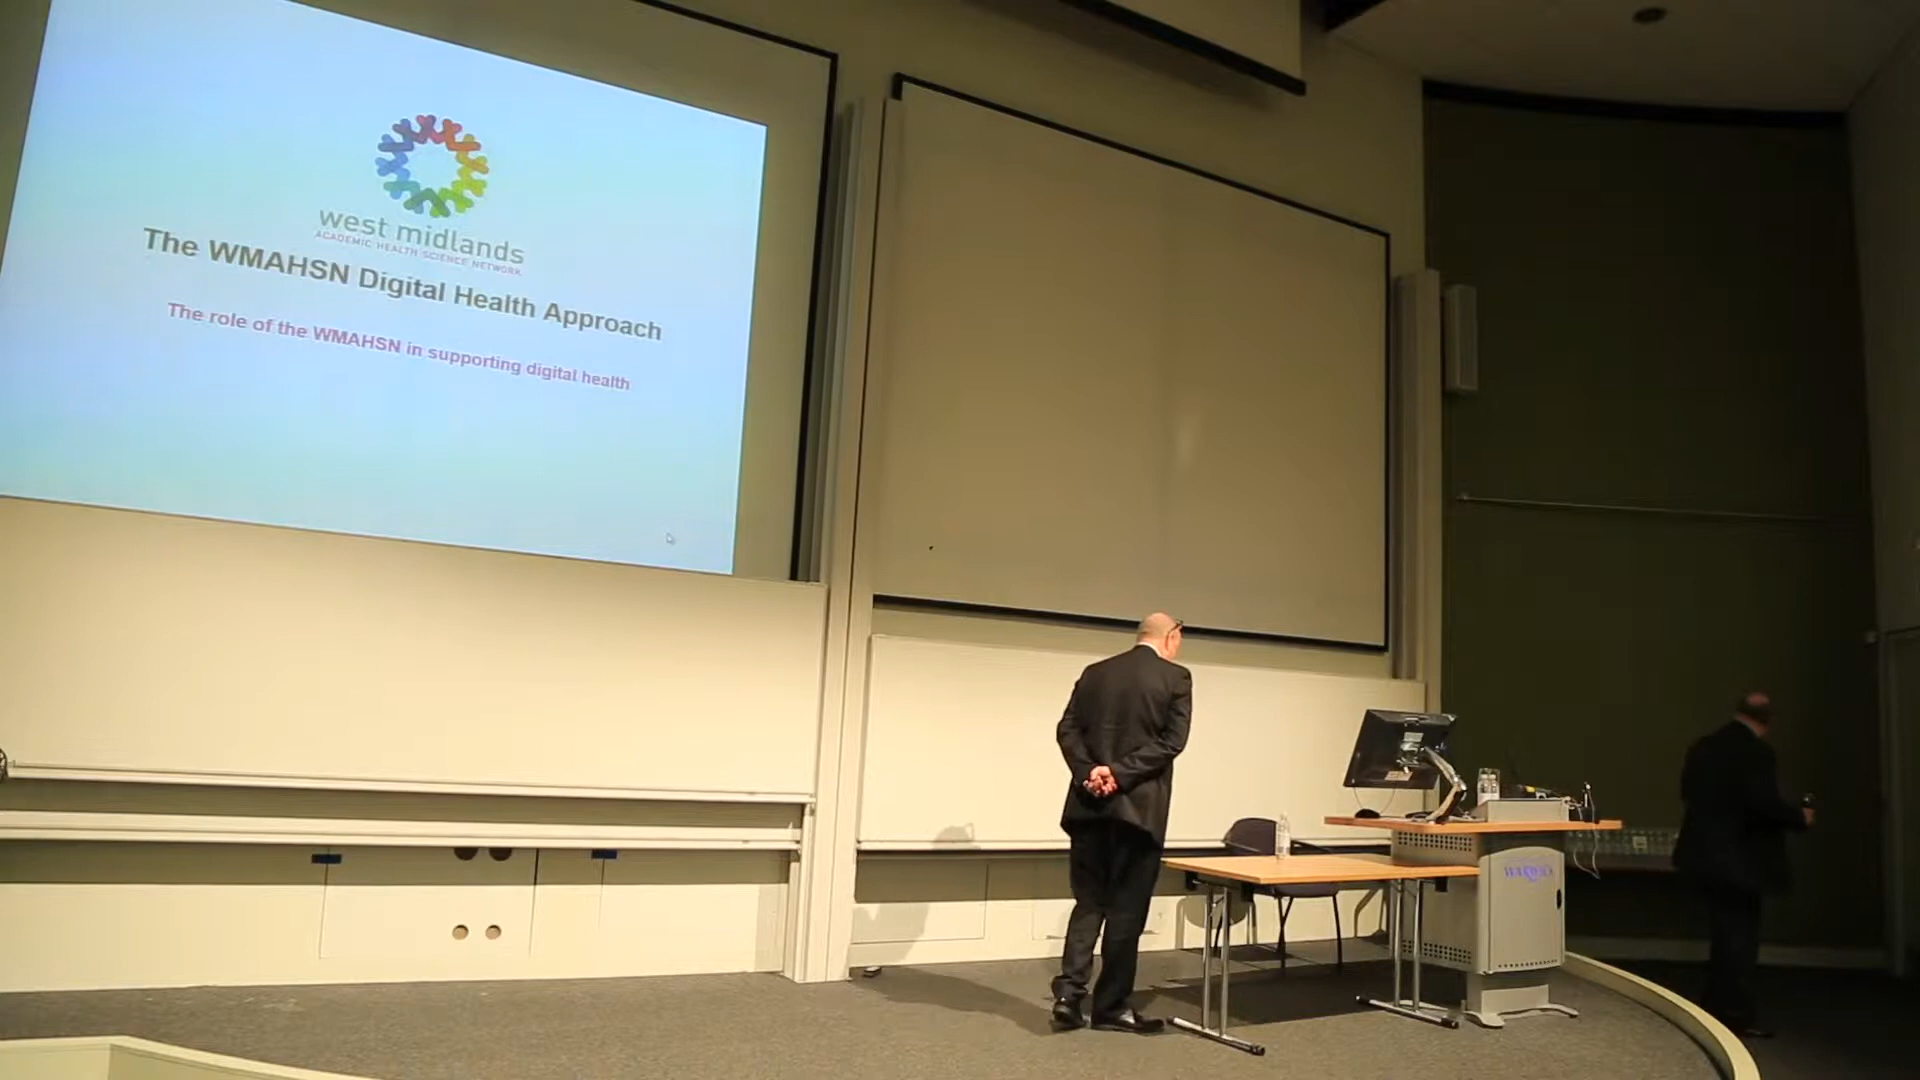 west midlands
ACADEMIC HEALTH SCIENCE NETWORK
The WMAHSN Digital Health Approach
The role of the WMAHSN in supporting digital health
WARWICK